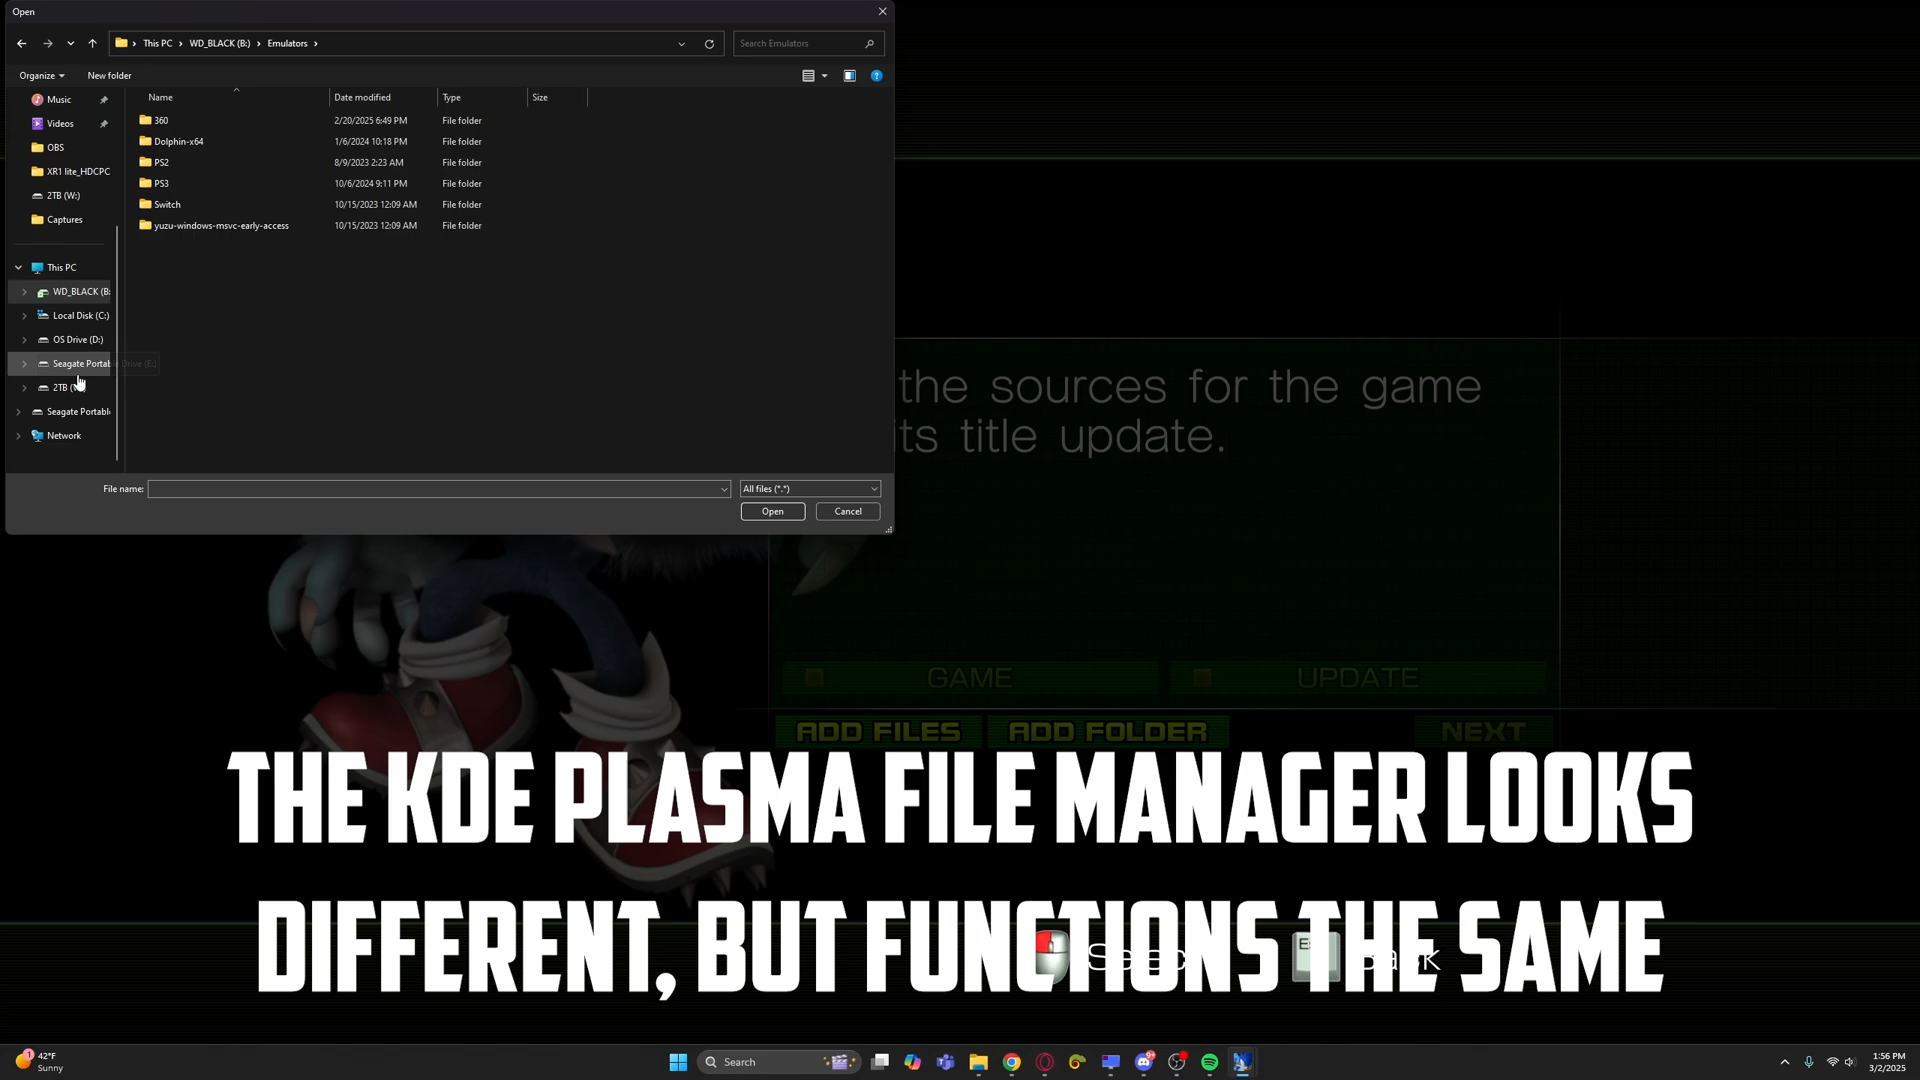 Open
This PC > WD_BLACK (B:) > Emulators >
Search Emulators
Organize
New folder
Name
Date modified
Type
Size
Music
Videos
OBS
XR1 lite_HDCPC
2TB (W:)
Captures
This PC
WD_BLACK (B:
Local Disk (C:)
OS Drive (D:)
Seagate Portable Drive (E:)
2TB
Seagate Portable
Network
360 2/20/2025 6:49 PM File folder
Dolphin-x64 1/6/2024 10:18 PM File folder
PS2 8/9/2023 2:23 AM File folder
PS3 10/6/2024 9:11 PM File folder
Switch 10/15/2023 12:09 AM File folder
yuzu-windows-msvc-early-access 10/15/2023 12:09 AM File folder
File name:
All files (*.*)
Open
Cancel
the sources for the game
its title update.
GAME
UPDATE
ADD FILES
ADD FOLDER
NEXT
THE KDE PLASMA FILE MANAGER LOOKS
DIFFERENT, BUT FUNCTIONS THE SAME
42°F
Sunny
Search
1:56 PM
3/2/2025